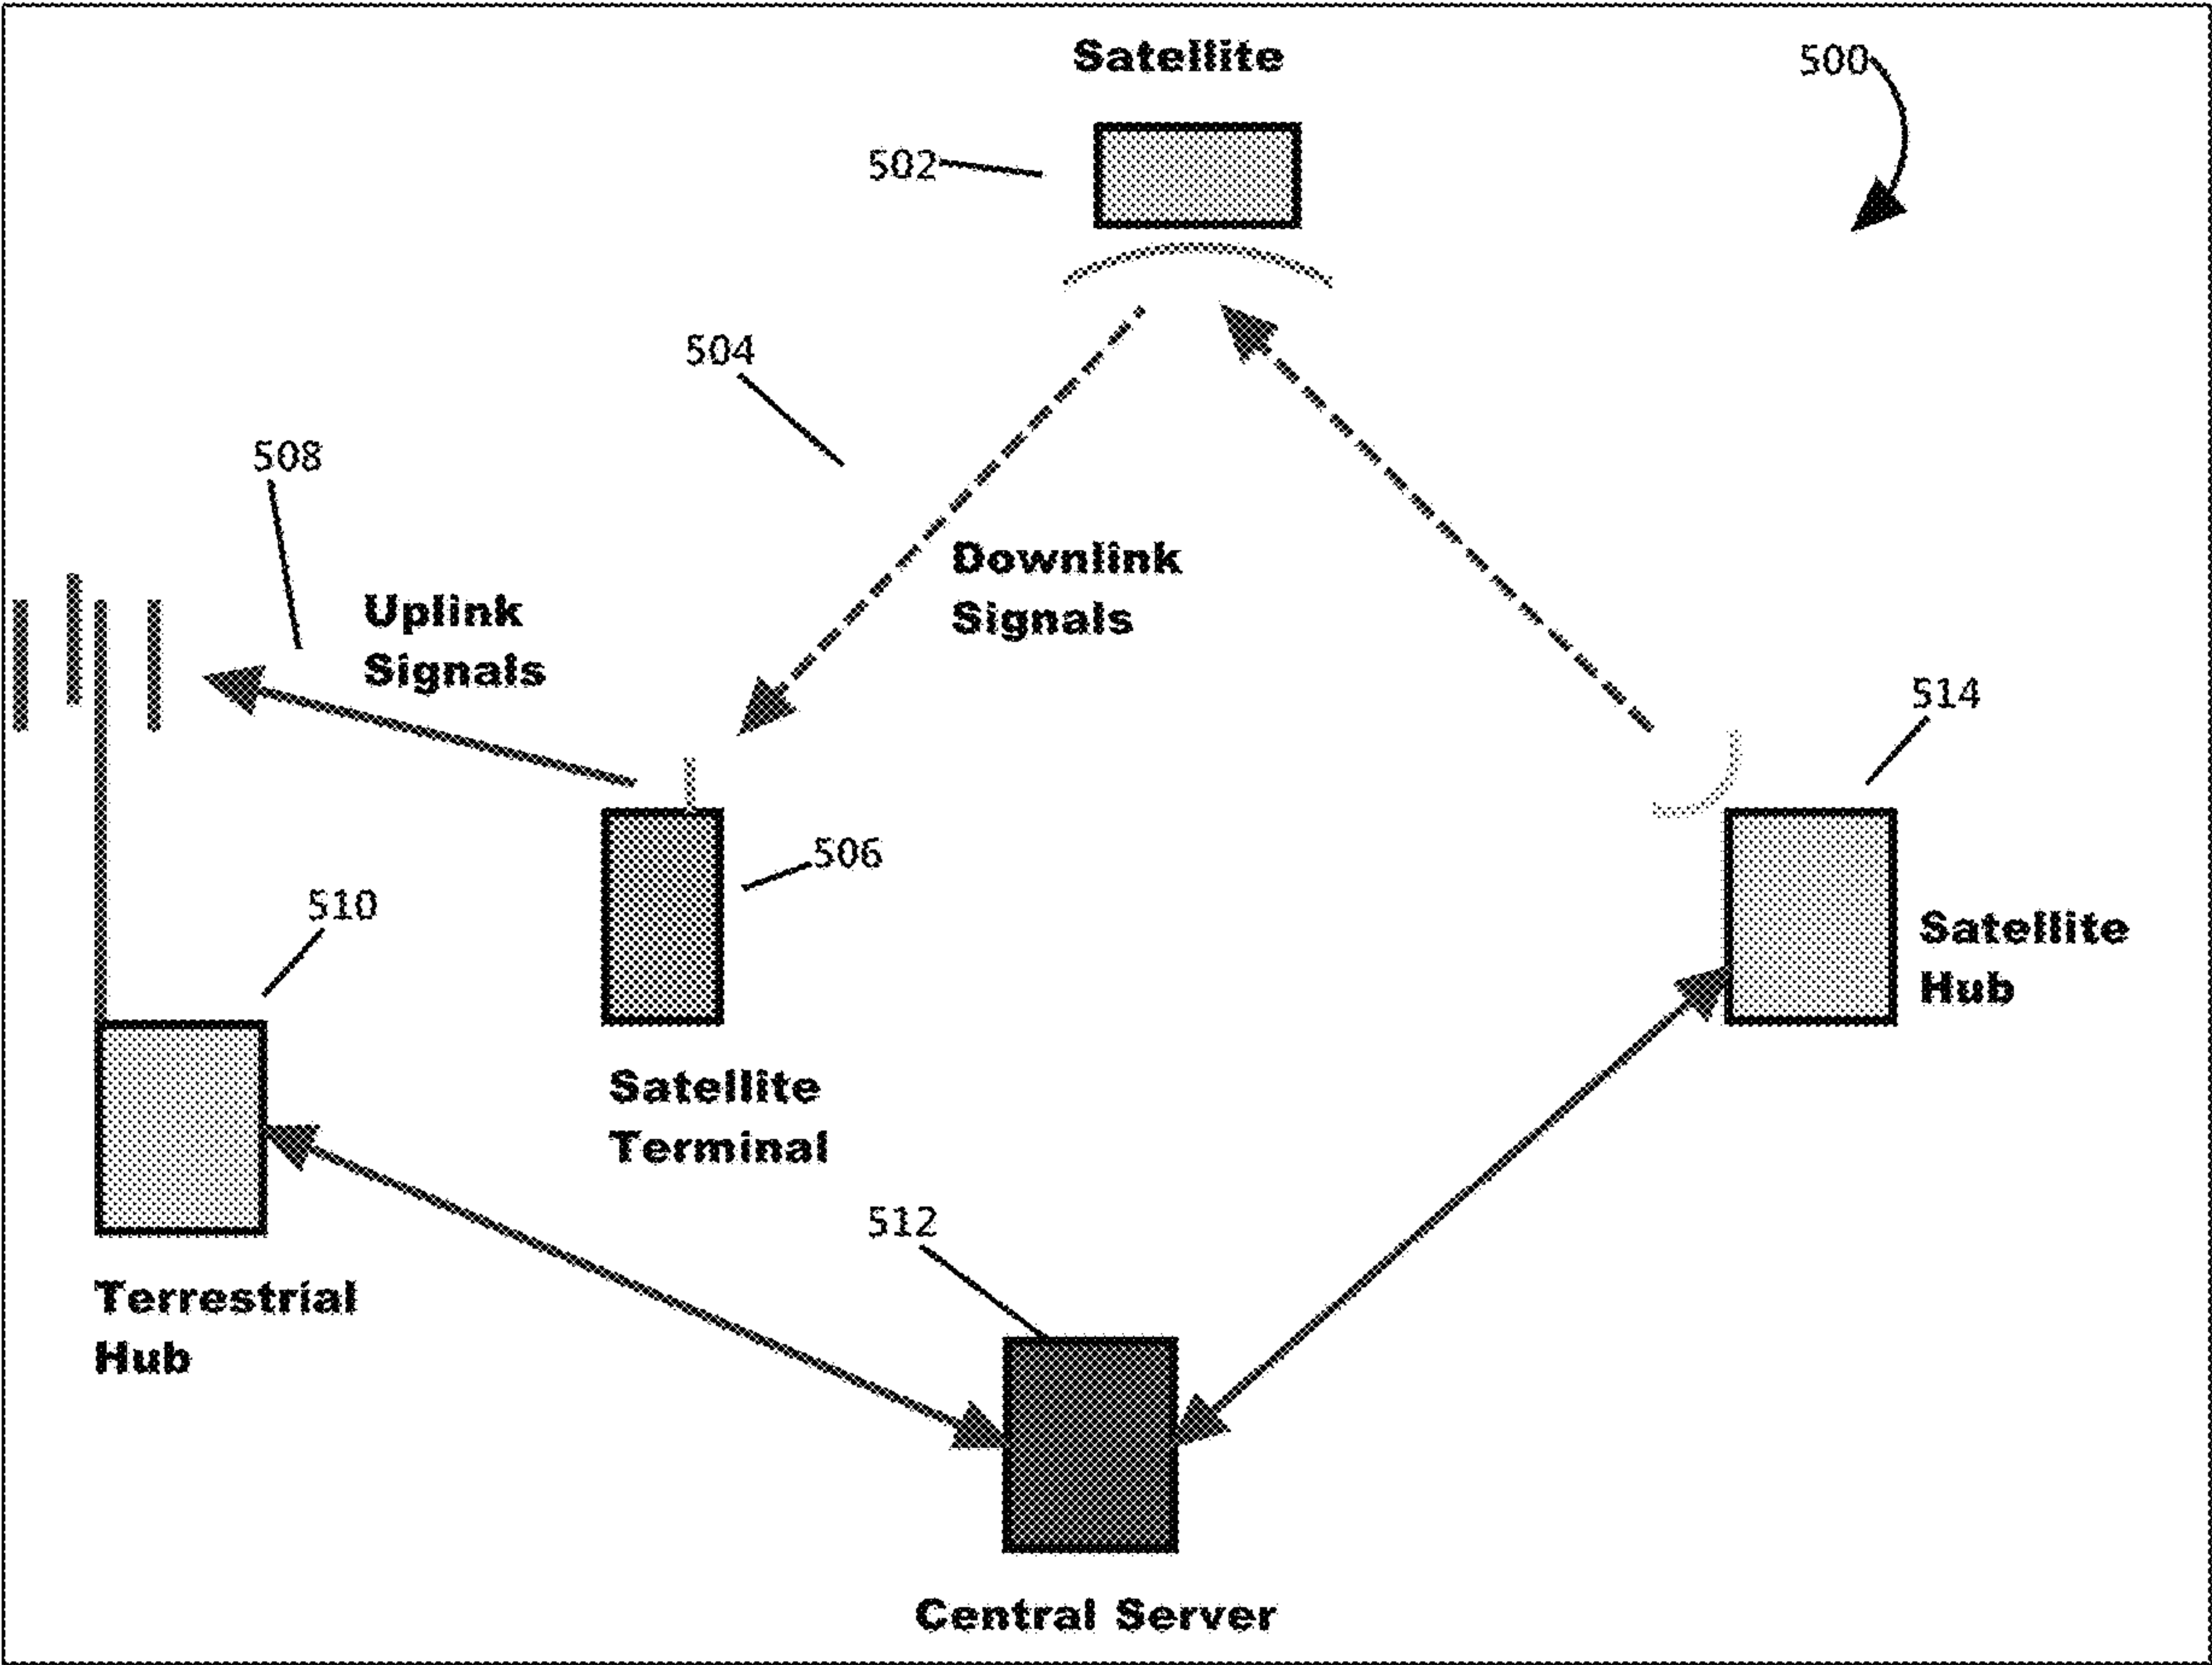 Satellite
500
502
504
508
Downlink
Signals
Uplink
Signals
514
506
510
Satellite
Hub
Satellite
Terminal
512
Terrestrial
Hub
Central Server